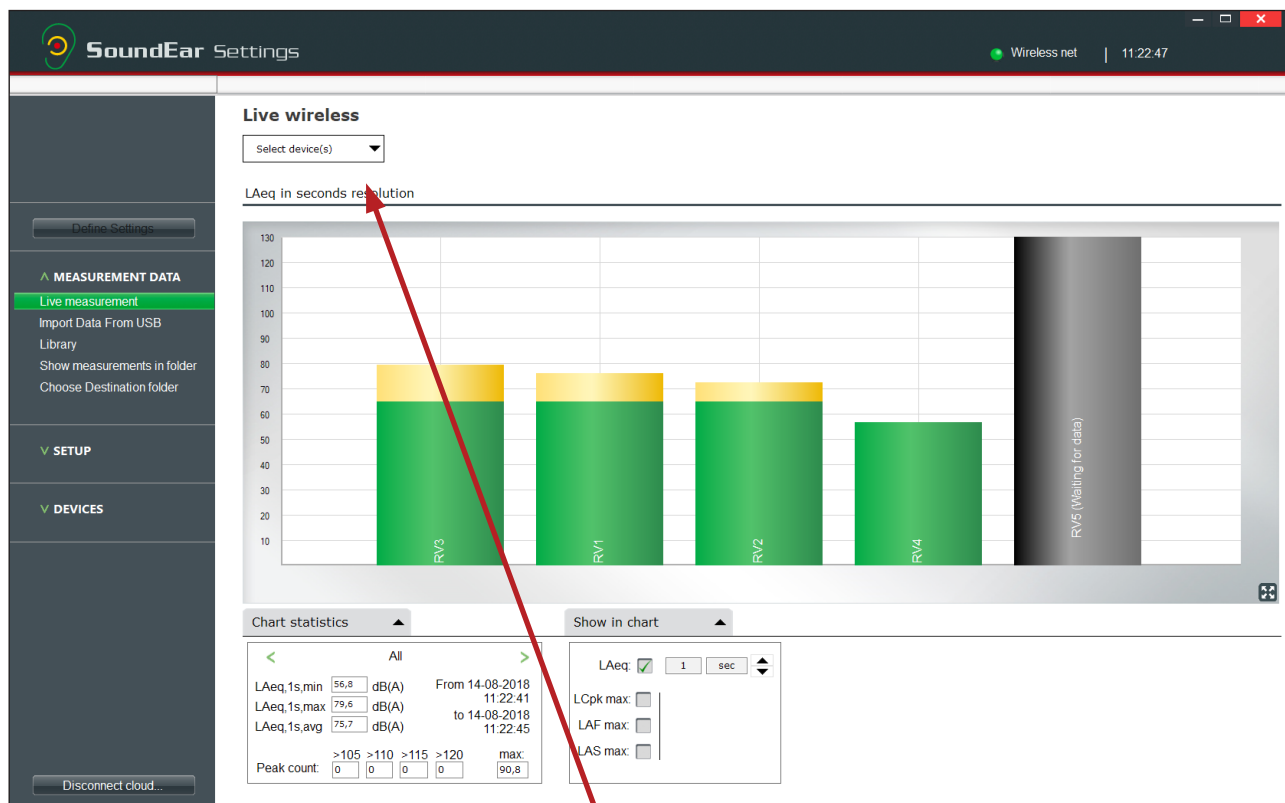 SoundEar Settings
Wireless net | 11:22:47
Live wireless
Select device(s)
LAeq in seconds resolution
Define Settings
MEASUREMENT DATA
Live measurement
Import Data From USB
Library
Show measurements in folder
Choose Destination folder
SETUP
DEVICES
Disconnect cloud...
130
120
110
100
90
80
70
60
50
40
30
20
10
RV3
RV1
RV2
RV4
RV5 (Waiting for data)
Chart statistics
< All >
LAeq,1s,min 56,8 dB(A)
LAeq,1s,max 79,6 dB(A)
LAeq,1s,avg 75,7 dB(A)
From 14-08-2018
11:22:41
to 14-08-2018
11:22:45
>105 >110 >115 >120 max:
Peak count: 0 0 0 0 90,8
Show in chart
LAeq: 1 sec
LCpk max:
LAF max:
LAS max: